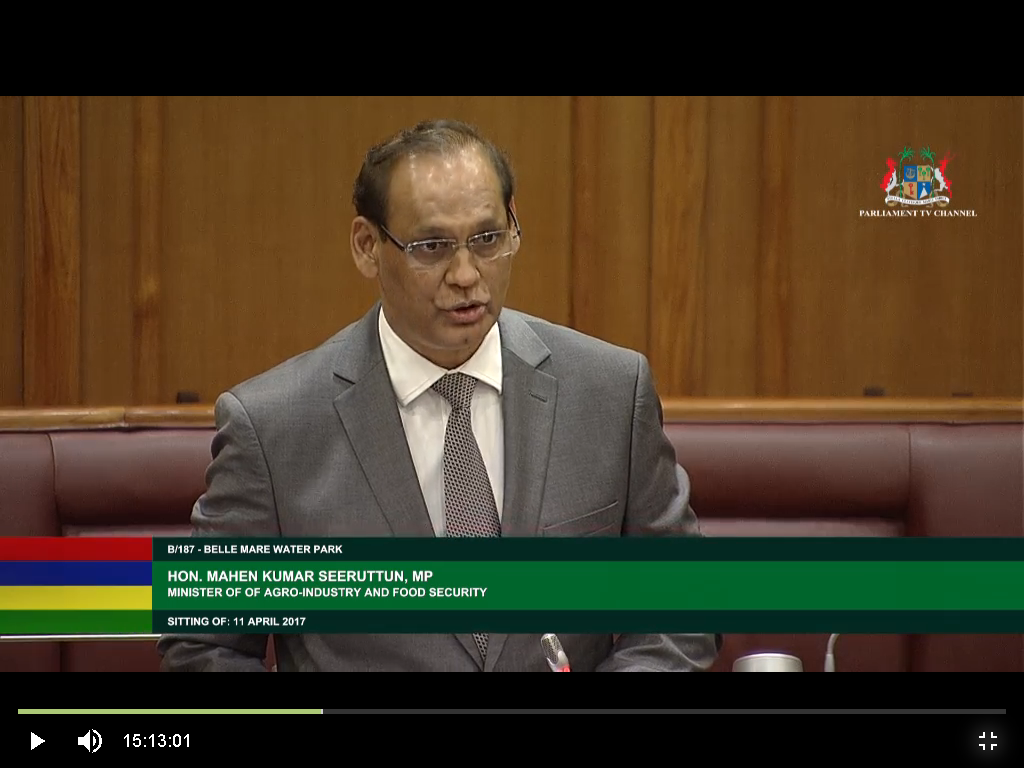 PARLIAMENT TV CHANNEL
B/187 - BELLE MARE WATER PARK
HON. MAHEN KUMAR SEERUTTUN, MP
MINISTER OF OF AGRO-INDUSTRY AND FOOD SECURITY
SITTING OF: 11 APRIL 2017
15:13:01